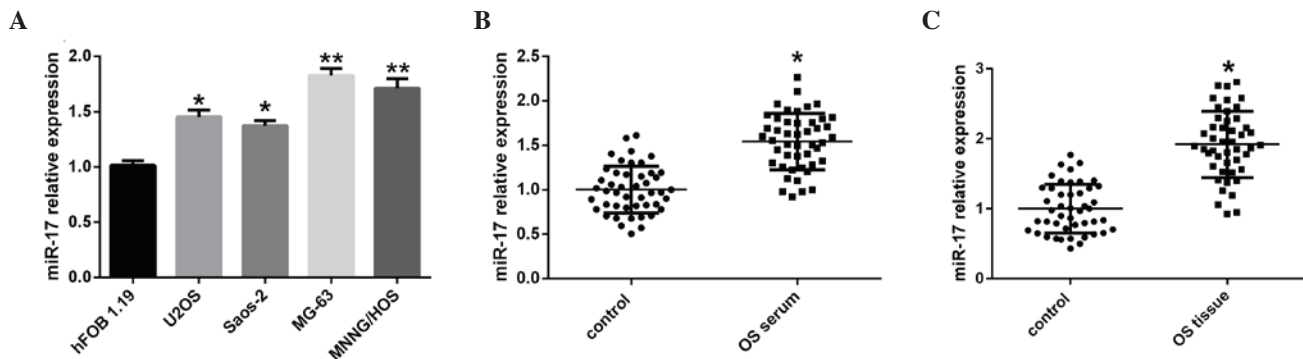 A
miR-17 relative expression
2.0
1.5
1.0
0.5
0.0
*
*
**
**
hFOB 1.19
U2OS
Saos-2
MG-63
MNNG/HOS
B
miR-17 relative expression
2.5
2.0
1.5
1.0
0.5
0.0
*
control
OS serum
C
miR-17 relative expression
3
2
1
0
*
control
OS tissue